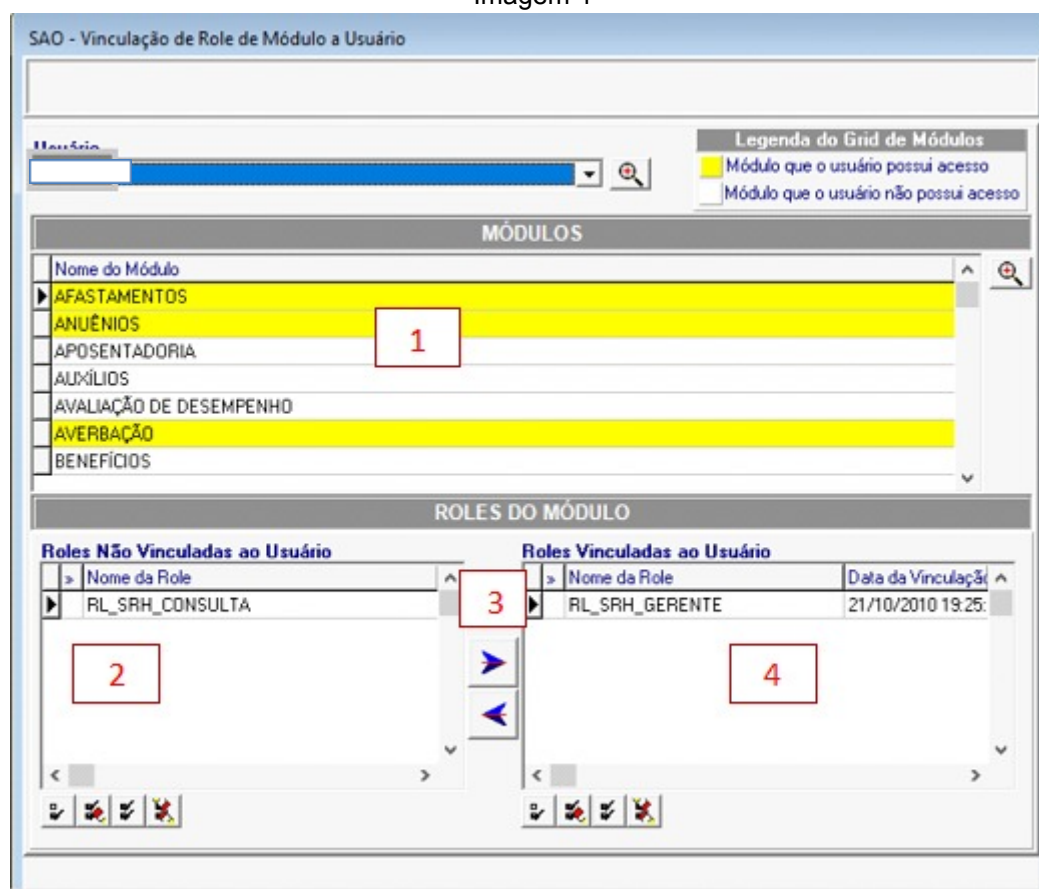 Imagem 1
SAO - Vinculação de Role de Módulo a Usuário
Usuário
Legenda do Grid de Módulos
Módulo que o usuário possui acesso
Módulo que o usuário não possui acesso
MÓDULOS
Nome do Módulo
AFASTAMENTOS
ANUÊNIOS
1
APOSENTADORIA
AUXÍLIOS
AVALIAÇÃO DE DESEMPENHO
AVERBAÇÃO
BENEFÍCIOS
ROLES DO MÓDULO
Roles Não Vinculadas ao Usuário
» Nome da Role
RL_SRH_CONSULTA
2
3
Roles Vinculadas ao Usuário
» Nome da Role Data da Vinculaçã
RL_SRH_GERENTE 21/10/2010 19:25:
4